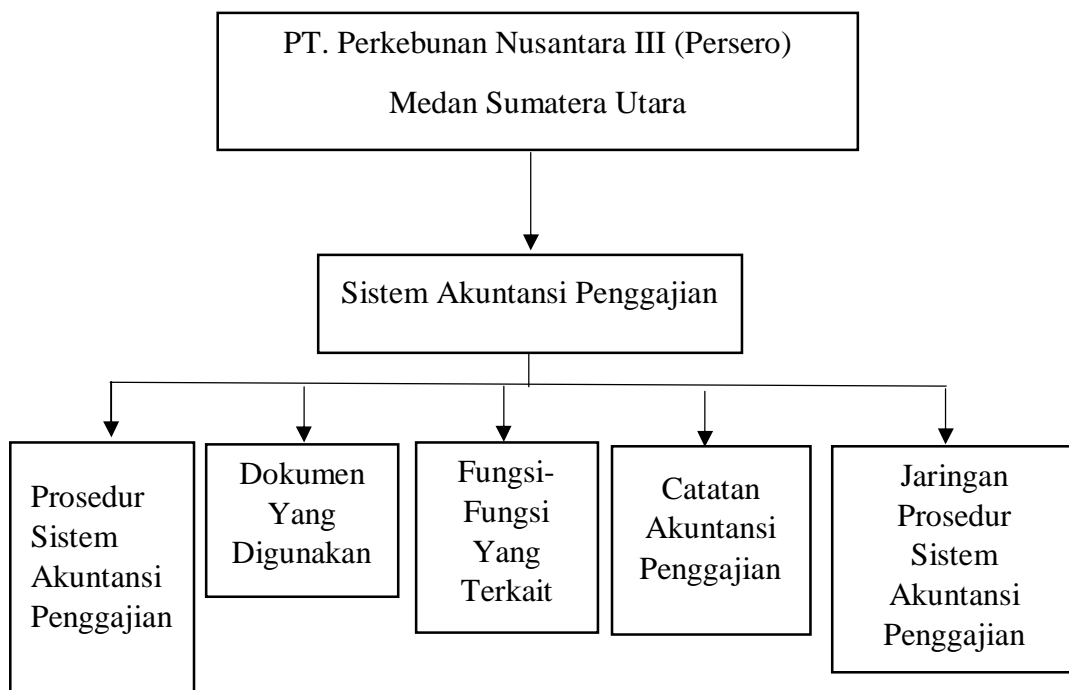 PT. Perkebunan Nusantara III (Persero)
Medan Sumatera Utara
Sistem Akuntansi Penggajian
Prosedur
Sistem
Akuntansi
Penggajian
Dokumen
Yang
Digunakan
Fungsi-
Fungsi
Yang
Terkait
Catatan
Akuntansi
Penggajian
Jaringan
Prosedur
Sistem
Akuntansi
Penggajian